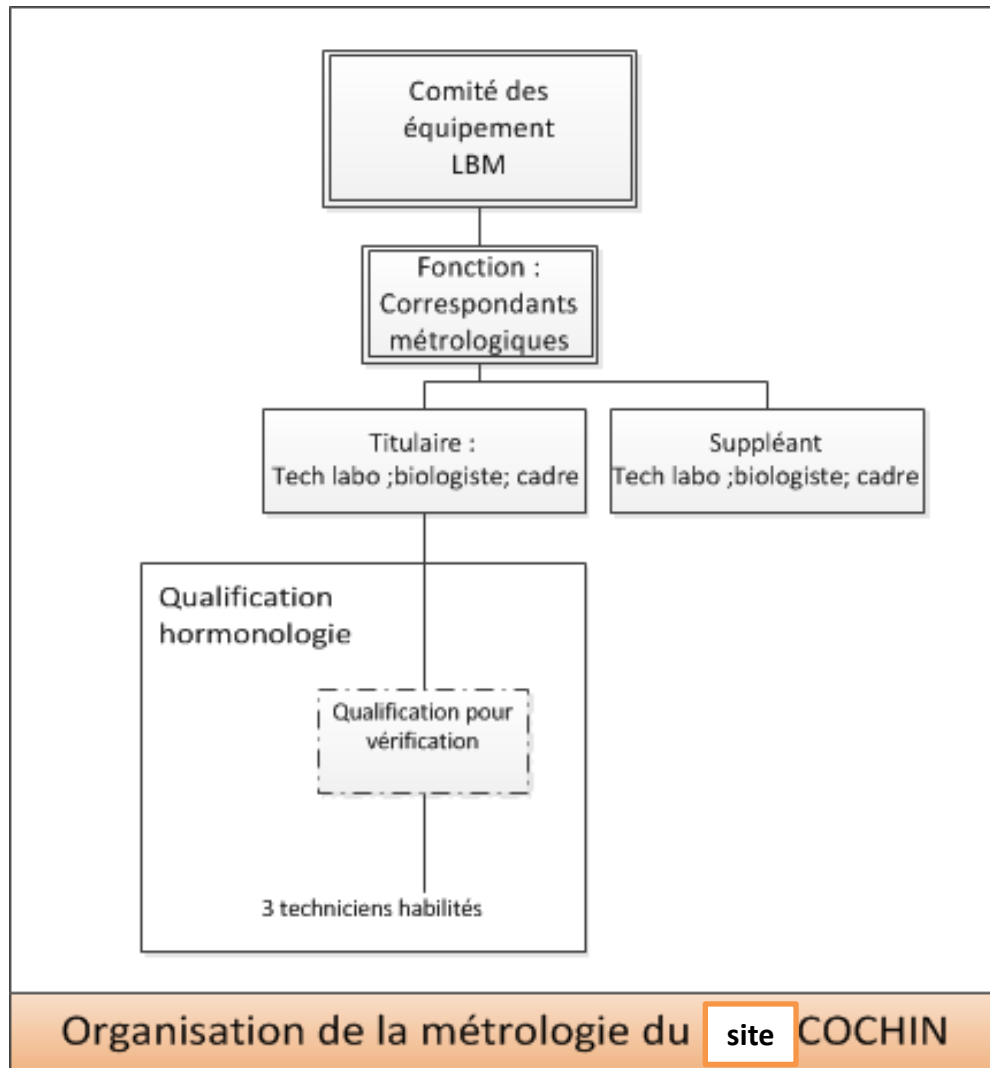 Comité des
équipement
LBM
Fonction :
Correspondants
métrologiques
Titulaire :
Tech labo ;biologiste; cadre
Suppléant
Tech labo ;biologiste; cadre
Qualification
hormonologie
Qualification pour
vérification
3 techniciens habilités
Organisation de la métrologie du site COCHIN